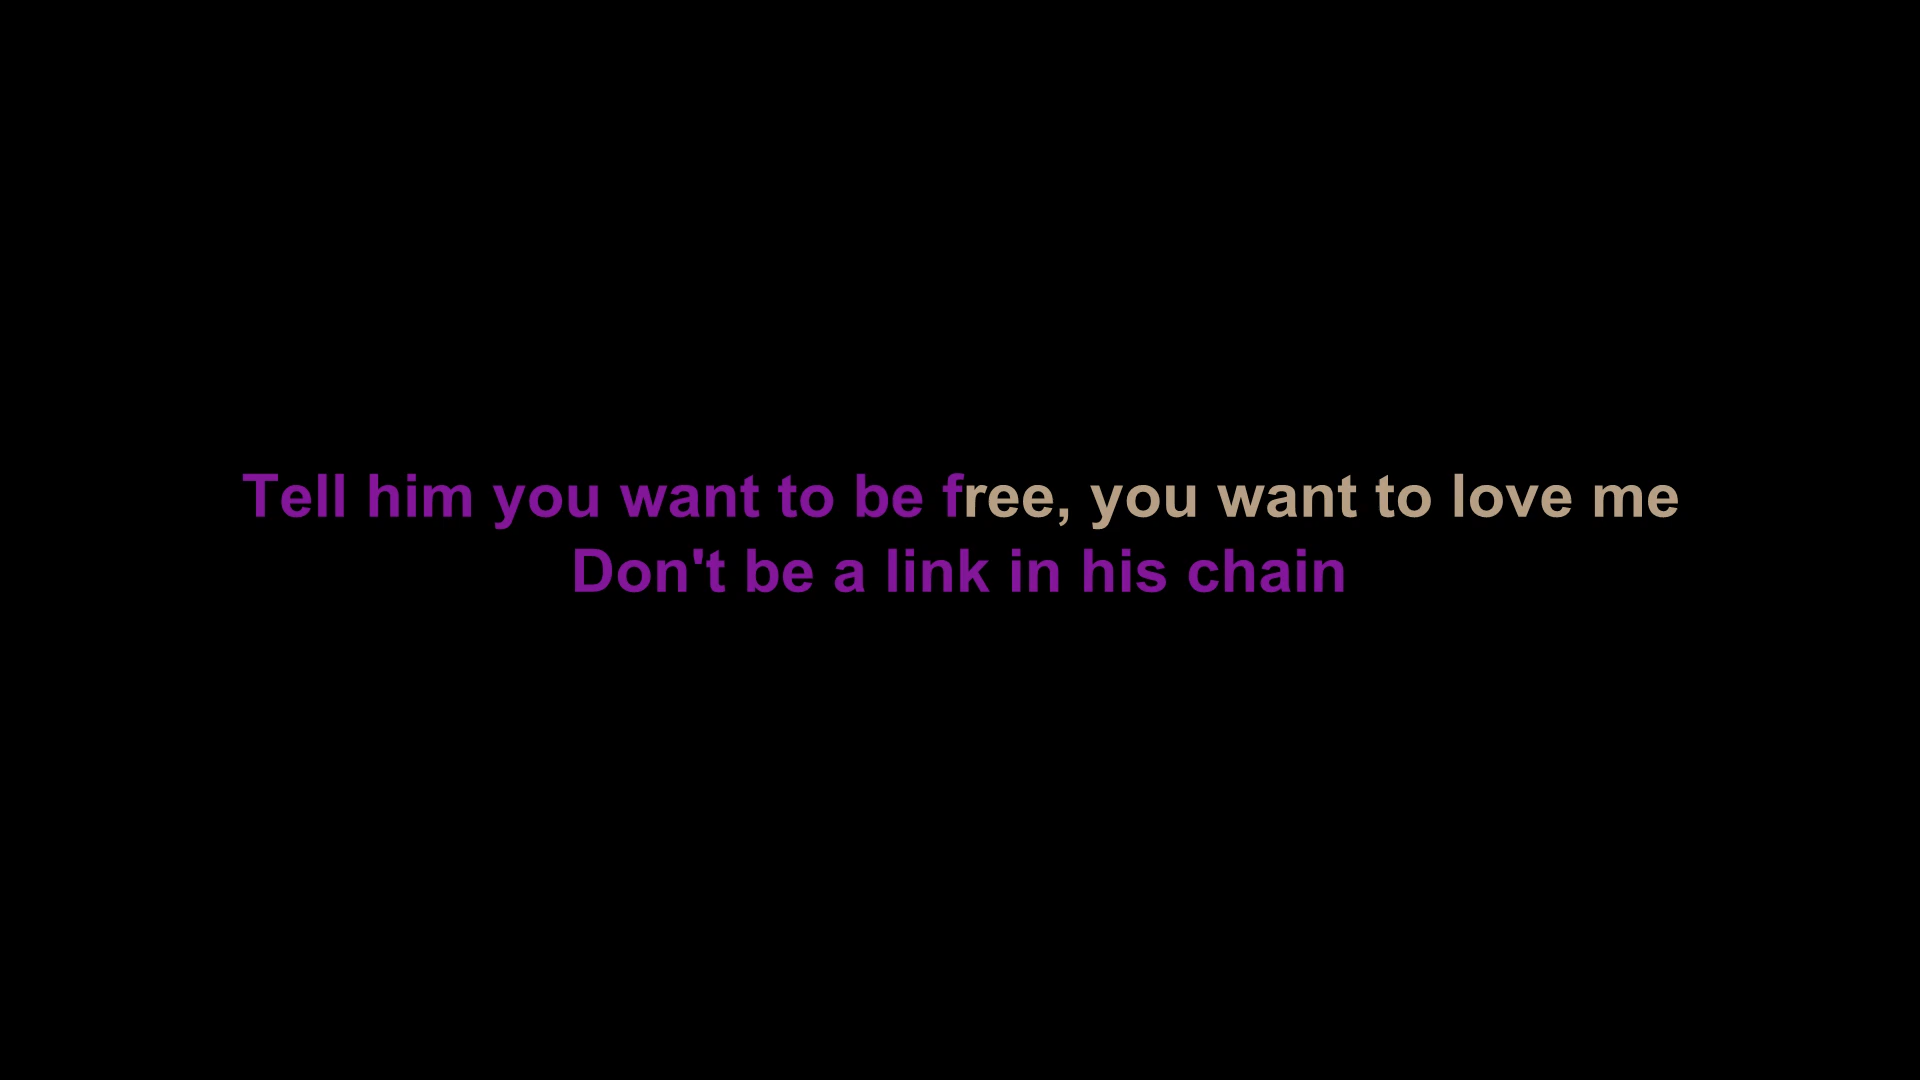 Tell him you want to be free, you want to love me
Don't be a link in his chain